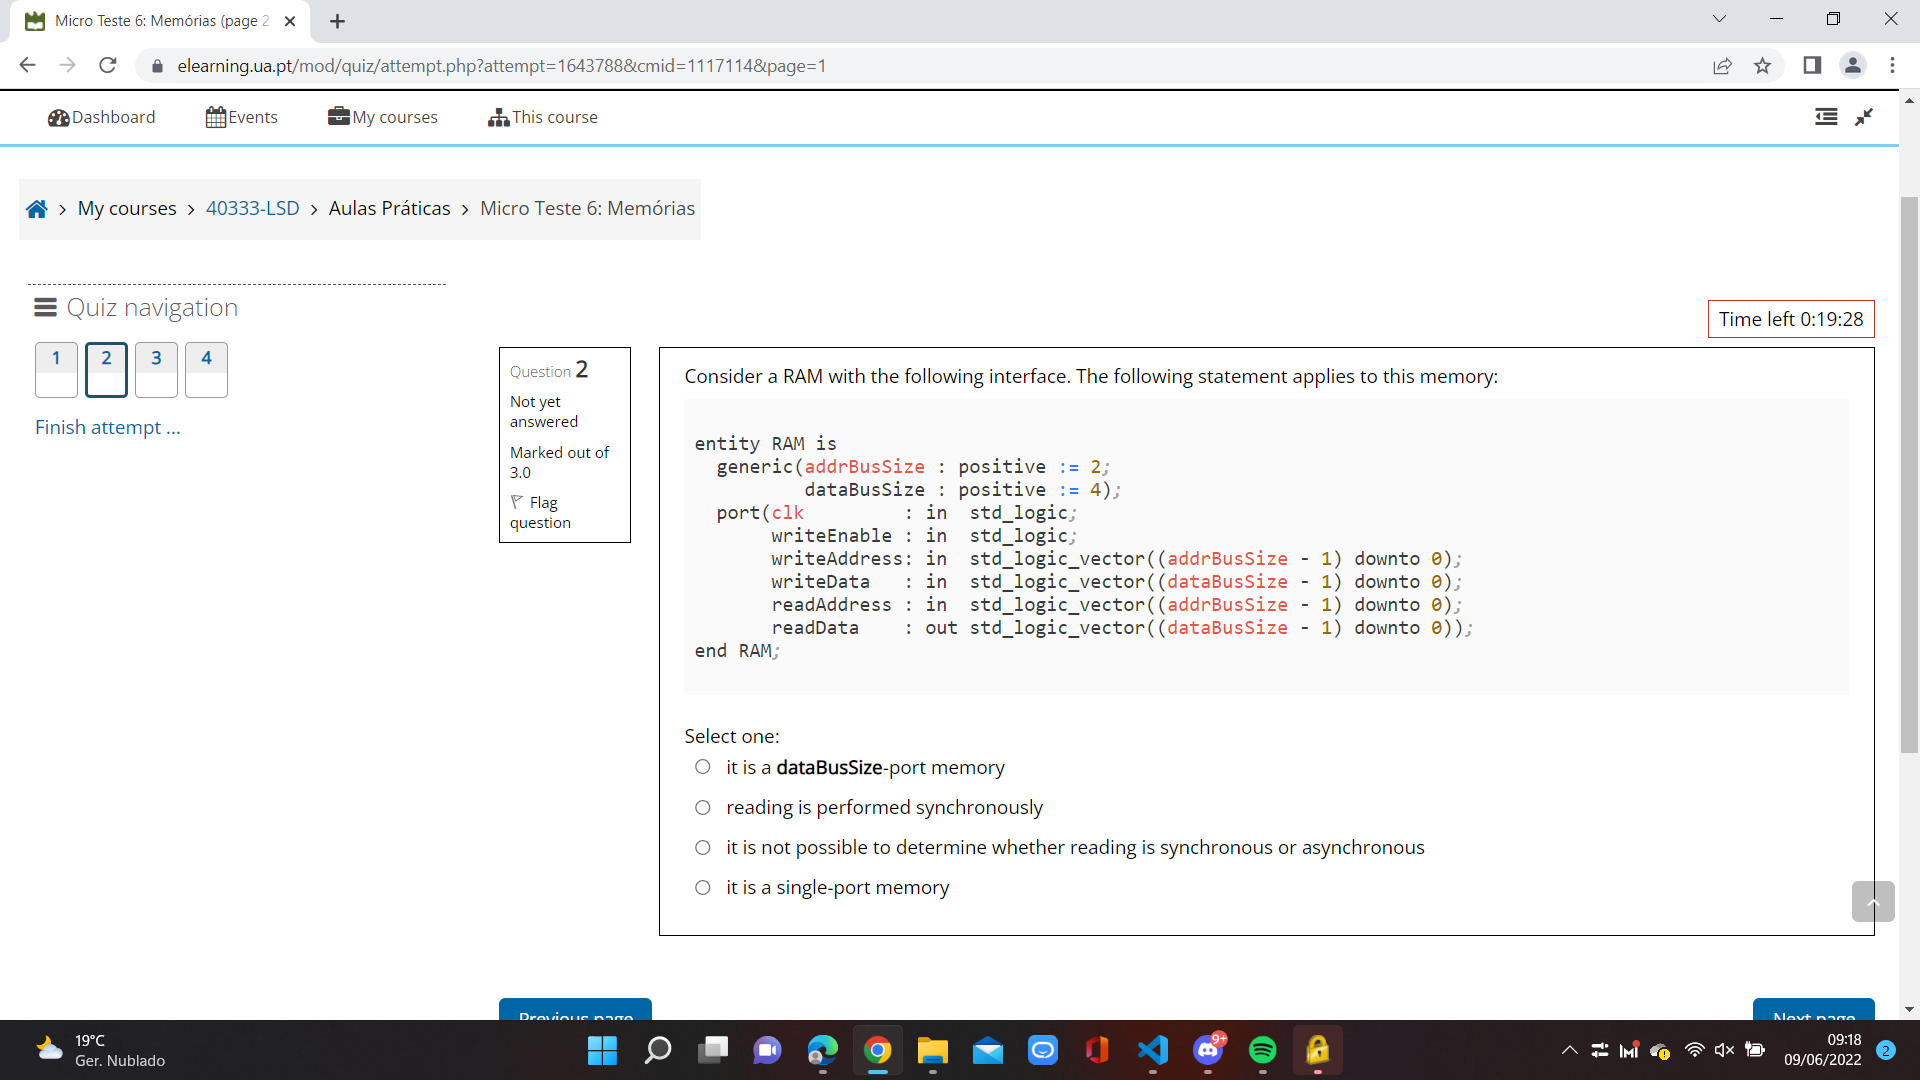 Micro Teste 6: Memórias (page 2
elearning.ua.pt/mod/quiz/attempt.php?attempt=1643788&cmid=1117114&page=1
Dashboard Events My courses This course
My courses › 40333-LSD › Aulas Práticas › Micro Teste 6: Memórias
Quiz navigation
1 2 3 4
Finish attempt ...
Time left 0:19:28
Question 2
Not yet
answered
Marked out of
3.0
Flag
question
Consider a RAM with the following interface. The following statement applies to this memory:
entity RAM is
  generic(addrBusSize : positive := 2;
          dataBusSize : positive := 4);
  port(clk         : in  std_logic;
       writeEnable : in  std_logic;
       writeAddress: in  std_logic_vector((addrBusSize - 1) downto 0);
       writeData   : in  std_logic_vector((dataBusSize - 1) downto 0);
       readAddress : in  std_logic_vector((addrBusSize - 1) downto 0);
       readData    : out std_logic_vector((dataBusSize - 1) downto 0));
end RAM;
Select one:
it is a dataBusSize-port memory
reading is performed synchronously
it is not possible to determine whether reading is synchronous or asynchronous
it is a single-port memory
Previous page
Next page
19°C
Ger. Nublado
9+
09:18
09/06/2022
2